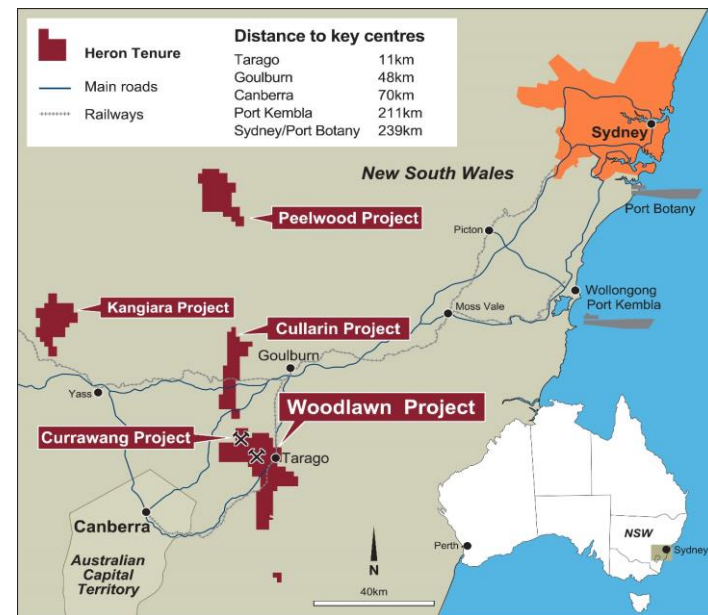 Heron Tenure
Main roads
Railways
Distance to key centres
Tarago 11km
Goulburn 48km
Canberra 70km
Port Kembla 211km
Sydney/Port Botany 239km
Sydney
New South Wales
Peelwood Project
Port Botany
Picton
Kangiara Project
Wollongong
Port Kembla
Moss Vale
Cullarin Project
Goulburn
Yass
Woodlawn Project
Currawang Project
Tarago
Canberra
Australian
Capital
Territory
N
40km
NSW
Perth
Sydney